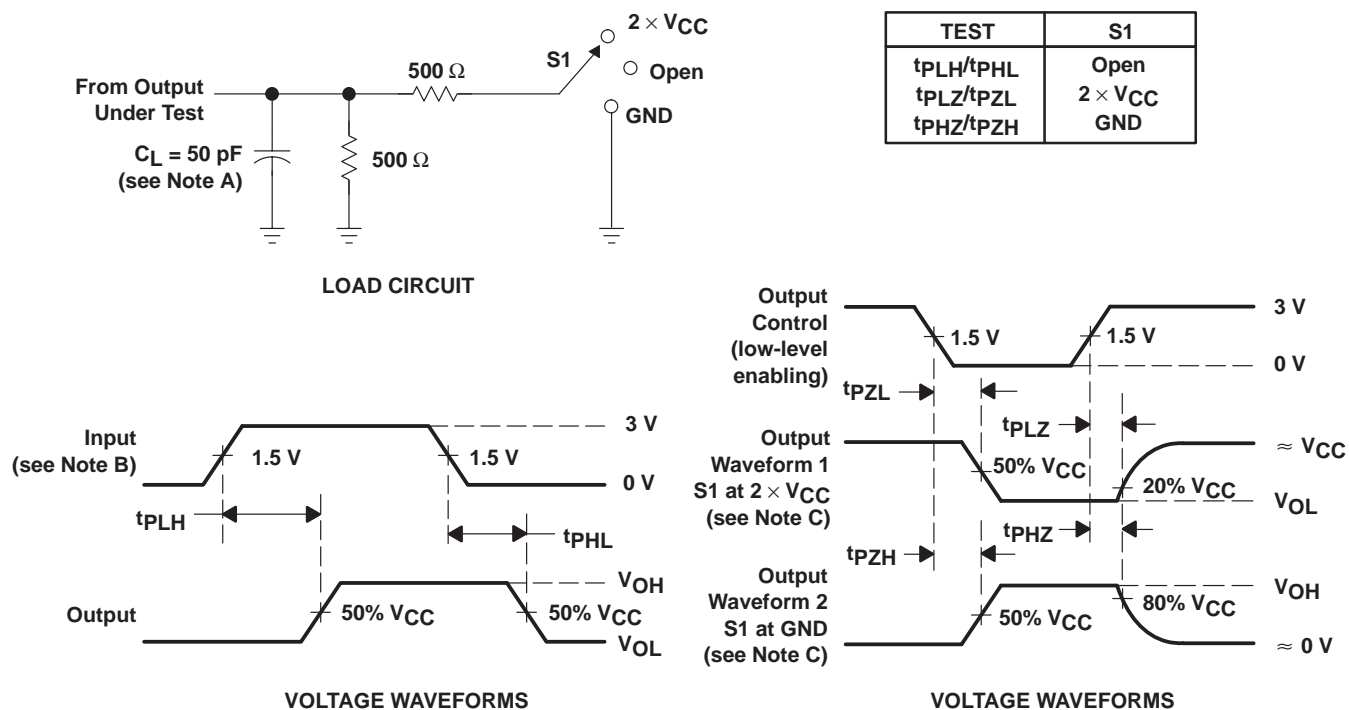 2 × VCC
S1
Open
GND
500 Ω
From Output
Under Test
CL = 50 pF
(see Note A)
500 Ω
LOAD CIRCUIT
TEST S1
tPLH/tPHL Open
tPLZ/tPZL 2 × VCC
tPHZ/tPZH GND
Input
(see Note B)
1.5 V
1.5 V
3 V
0 V
tPLH
tPHL
Output
50% VCC
50% VCC
VOH
VOL
VOLTAGE WAVEFORMS
Output
Control
(low-level
enabling)
1.5 V
1.5 V
3 V
0 V
tPZL
tPLZ
Output
Waveform 1
S1 at 2 × VCC
(see Note C)
50% VCC
20% VCC
≈ VCC
VOL
tPZH
tPHZ
Output
Waveform 2
S1 at GND
(see Note C)
50% VCC
80% VCC
VOH
≈ 0 V
VOLTAGE WAVEFORMS